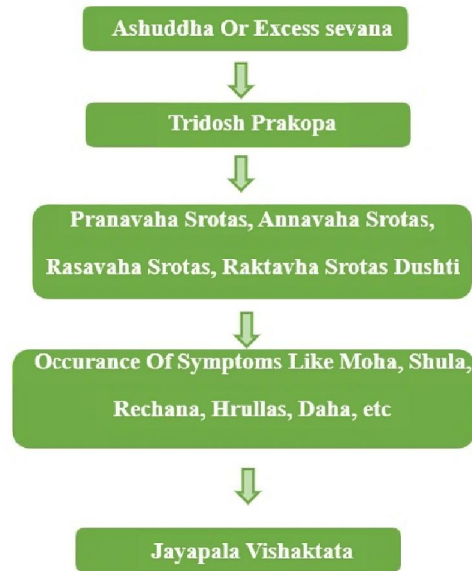 Ashuddha Or Excess sevana
Tridosh Prakopa
Pranavaha Srotas, Annavaha Srotas,
Rasavaha Srotas, Raktavha Srotas Dushti
Occurance Of Symptoms Like Moha, Shula,
Rechana, Hrullas, Daha, etc
Jayapala Vishaktata